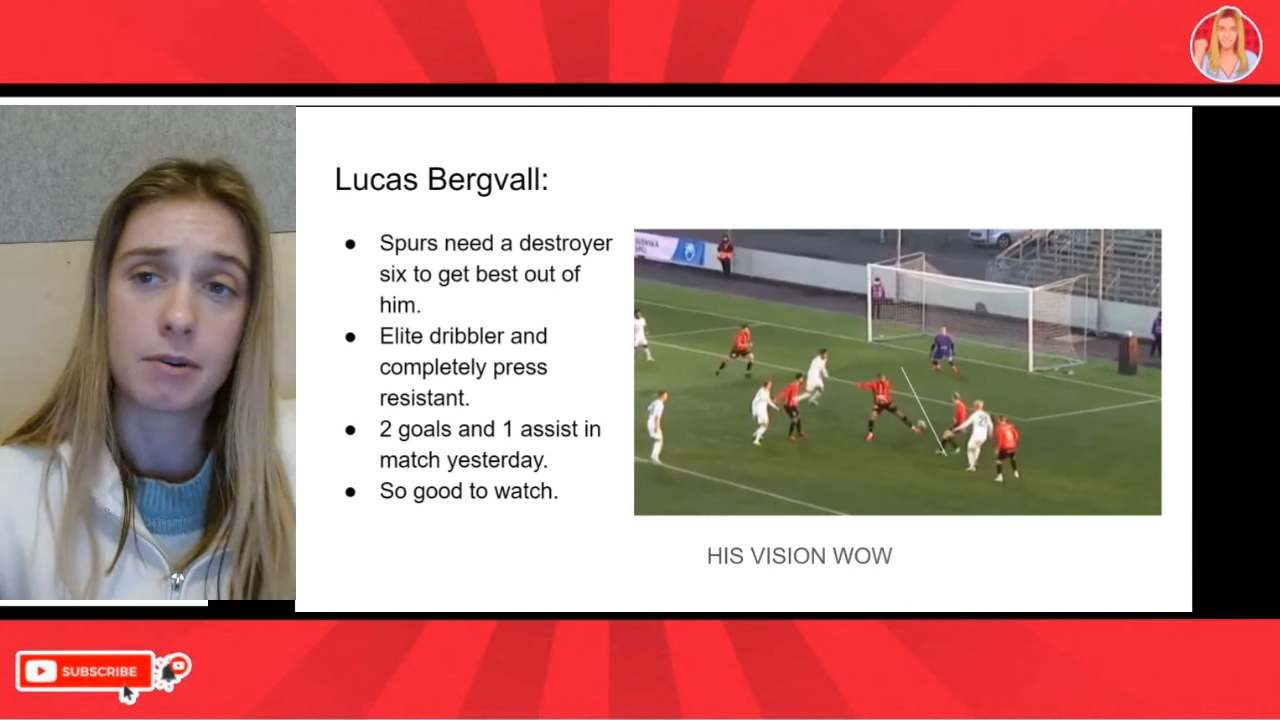 Lucas Bergvall:
● Spurs need a destroyer
six to get best out of
him.
● Elite dribbler and
completely press
resistant.
● 2 goals and 1 assist in
match yesterday.
● So good to watch.
HIS VISION WOW
SUBSCRIBE